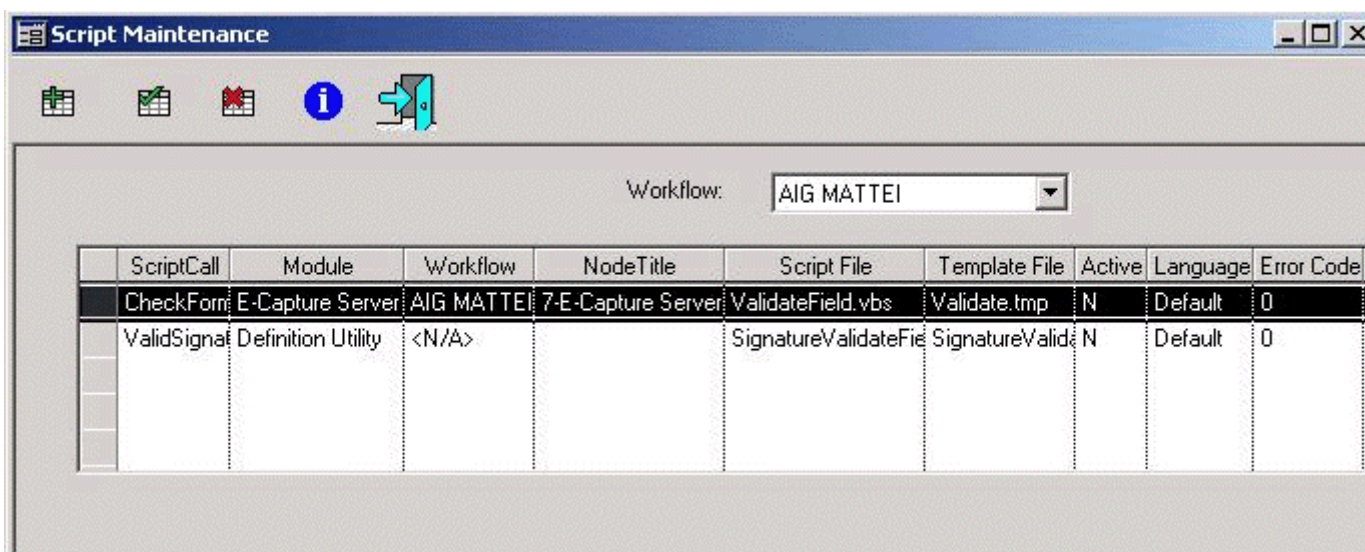 Script Maintenance
Workflow: AIG MATTEI
ScriptCall Module Workflow NodeTitle Script File Template File Active Language Error Code
CheckForm E-Capture Server AIG MATTEI 7-E-Capture Server ValidateField.vbs Validate.tmp N Default 0
ValidSignat Definition Utility <N/A> SignatureValidateFie SignatureValida N Default 0